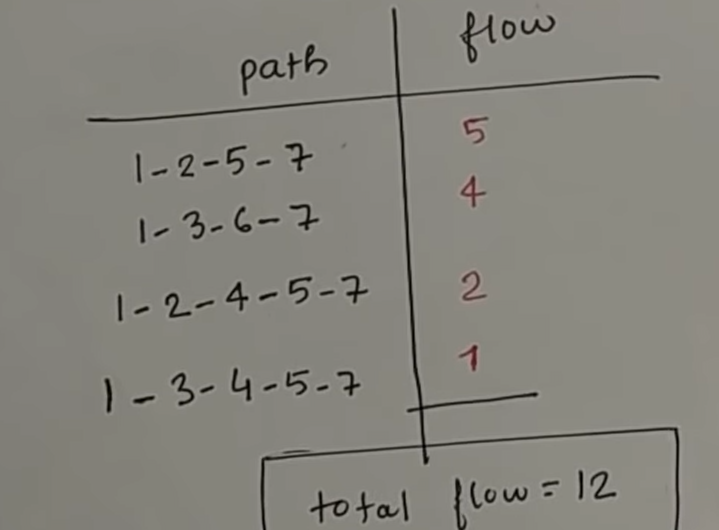 path flow
1-2-5-7 5
1-3-6-7 4
1-2-4-5-7 2
1-3-4-5-7 1
total flow = 12